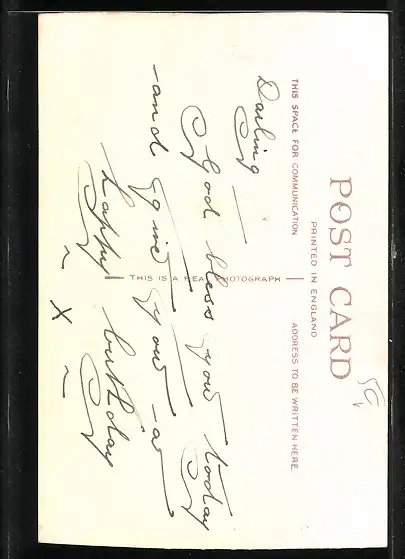 POST CARD
PRINTED IN ENGLAND
THIS SPACE FOR COMMUNICATION
ADDRESS TO BE WRITTEN HERE.
THIS IS A REAL PHOTOGRAPH
Darling —
God bless you today
– and give you – a
happy birthday
~ X ~